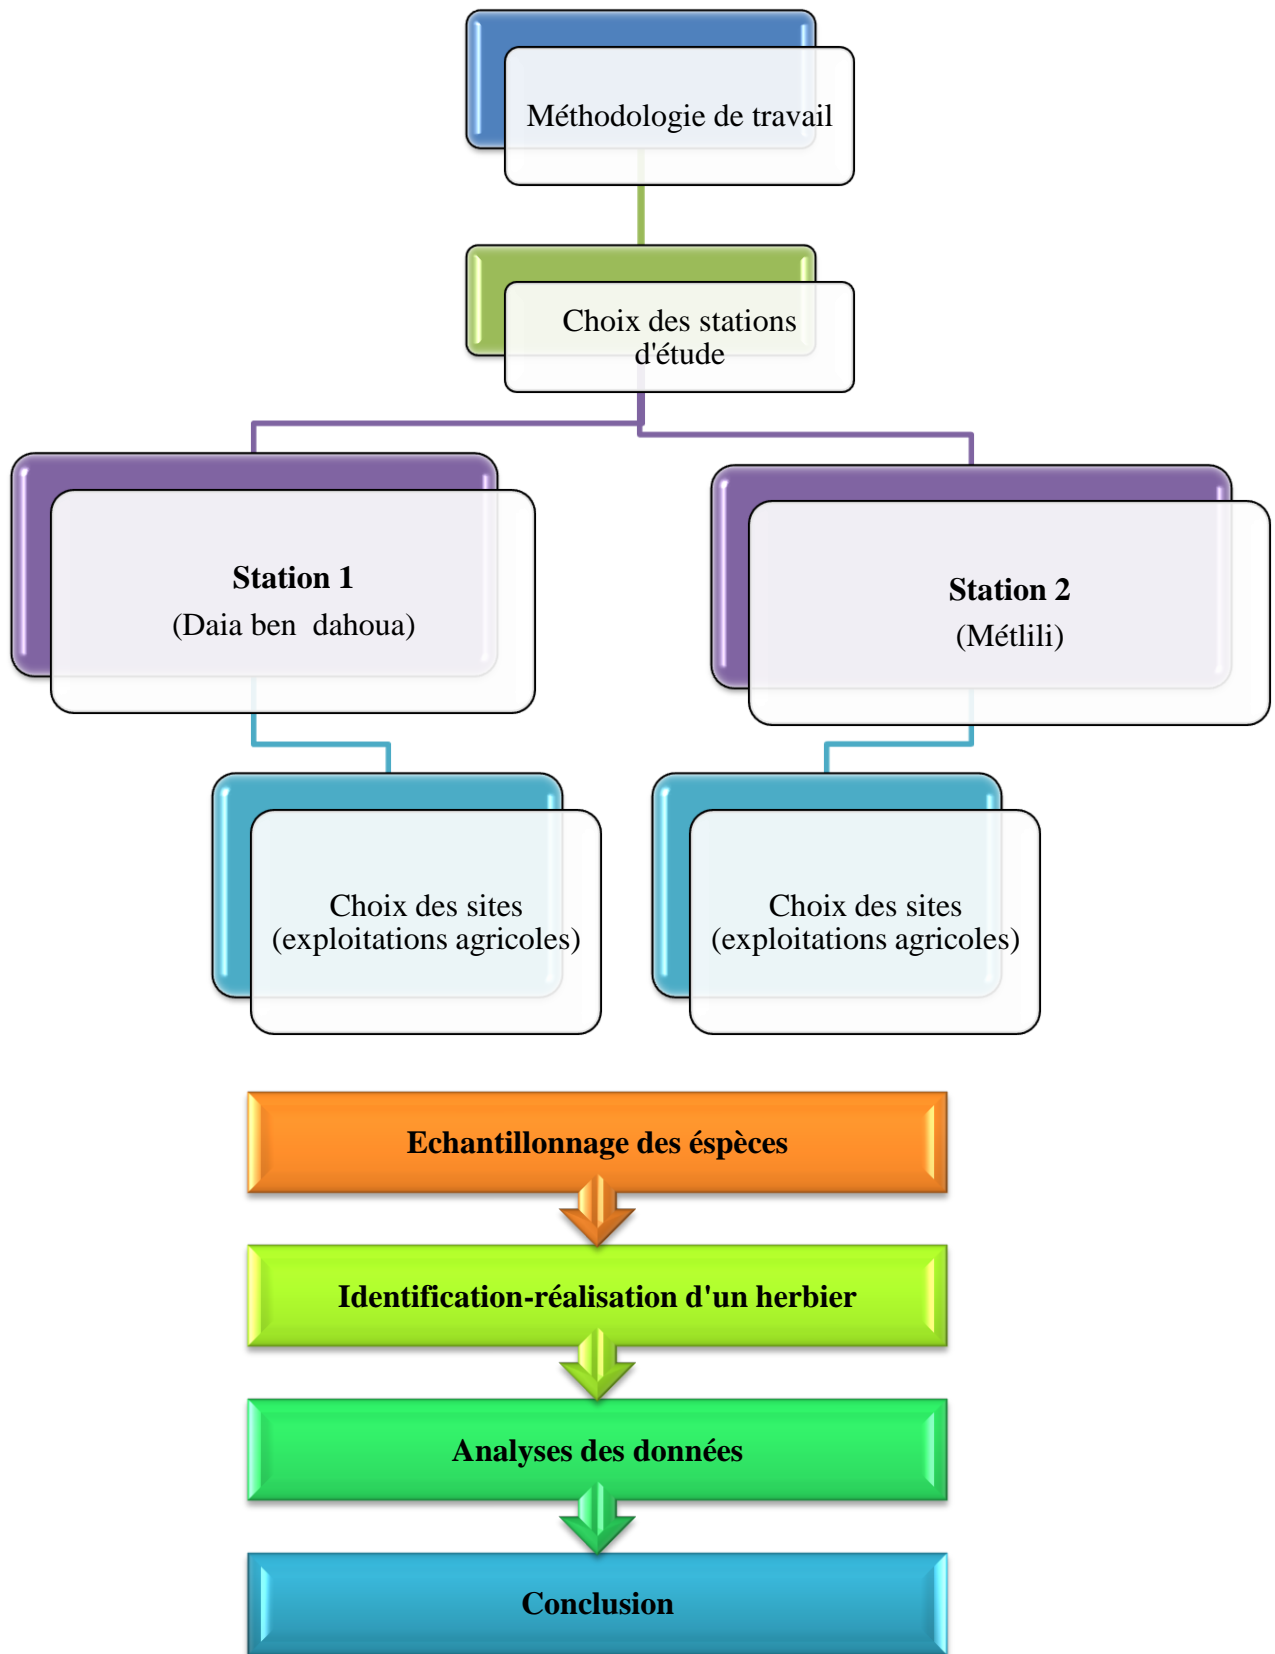 Méthodologie de travail
Choix des stations
d'étude
Station 1
(Daia ben  dahoua)
Station 2
(Métlili)
Choix des sites
(exploitations agricoles)
Choix des sites
(exploitations agricoles)
Echantillonnage des éspèces
Identification-réalisation d'un herbier
Analyses des données
Conclusion